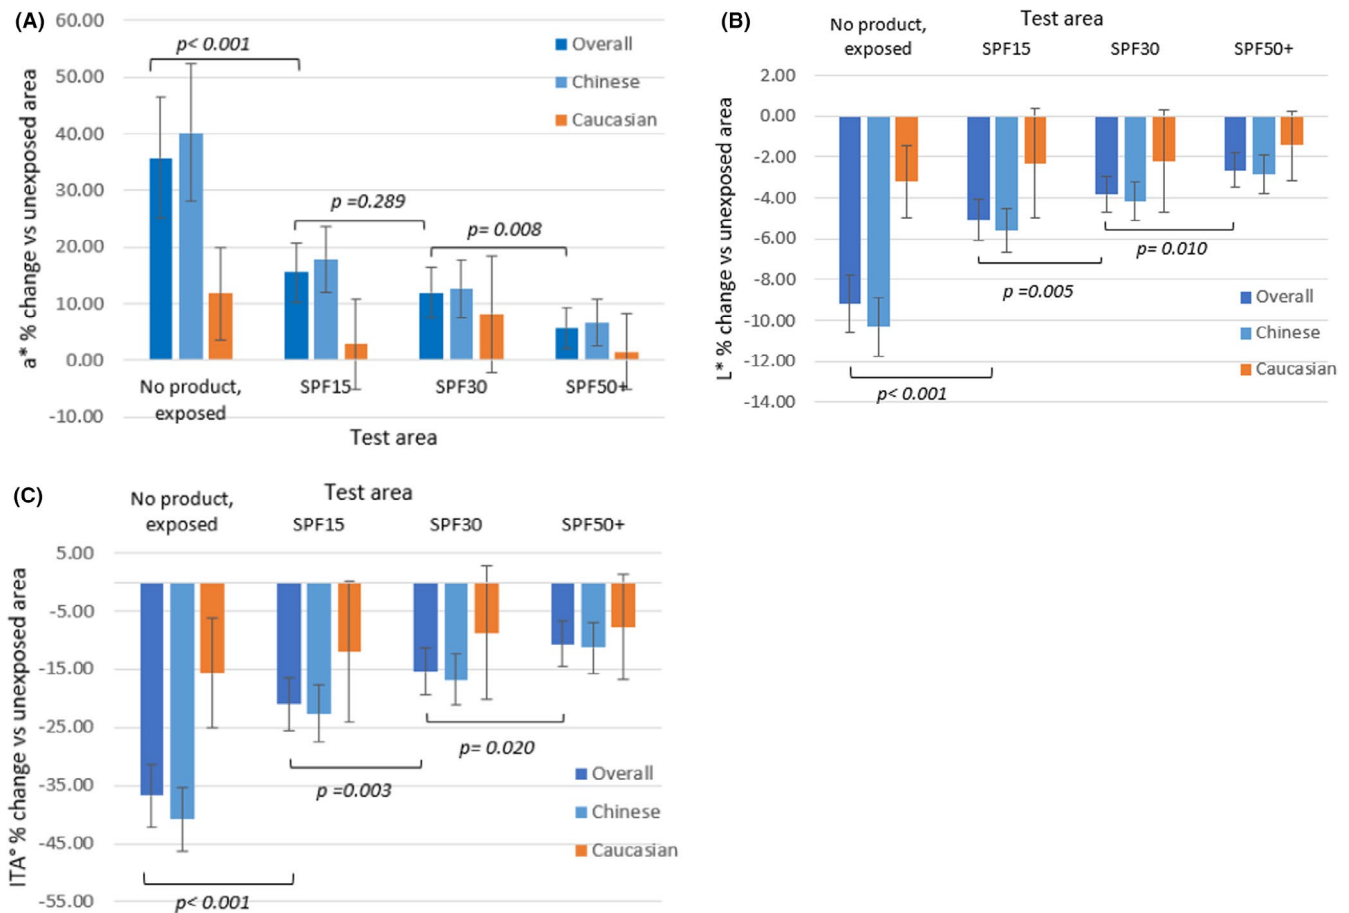 (A)
a* % change vs unexposed area
60.00
50.00
40.00
30.00
20.00
10.00
0.00
-10.00
p< 0.001
p =0.289
p= 0.008
Overall
Chinese
Caucasian
No product,
exposed
SPF15
SPF30
SPF50+
Test area
(B)
Test area
No product,
exposed
SPF15
SPF30
SPF50+
L* % change vs unexposed area
2.00
0.00
-2.00
-4.00
-6.00
-8.00
-10.00
-12.00
-14.00
p= 0.010
p =0.005
p< 0.001
Overall
Chinese
Caucasian
(C)
Test area
No product,
exposed
SPF15
SPF30
SPF50+
ITA° % change vs unexposed area
5.00
-5.00
-15.00
-25.00
-35.00
-45.00
-55.00
p= 0.020
p =0.003
p< 0.001
Overall
Chinese
Caucasian